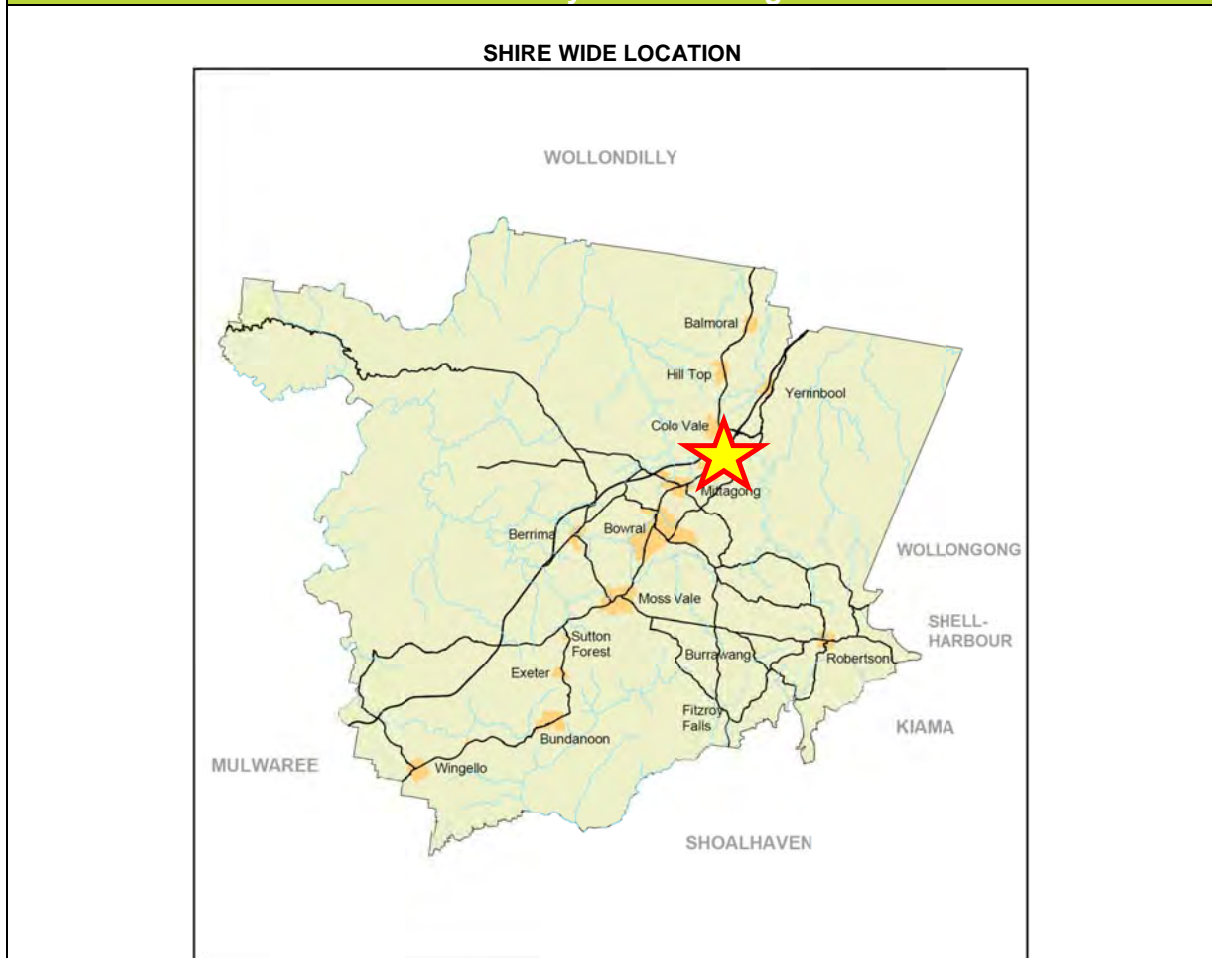 SHIRE WIDE LOCATION
WOLLONDILLY
Balmoral
Hill Top
Yerrinbool
Colo Vale
Mittagong
Berrima
Bowral
WOLLONGONG
Moss Vale
SHELL-
HARBOUR
Sutton
Forest
Burrawang
Robertson
Exeter
Fitzroy
Falls
KIAMA
Bundanoon
MULWAREE
Wingello
SHOALHAVEN